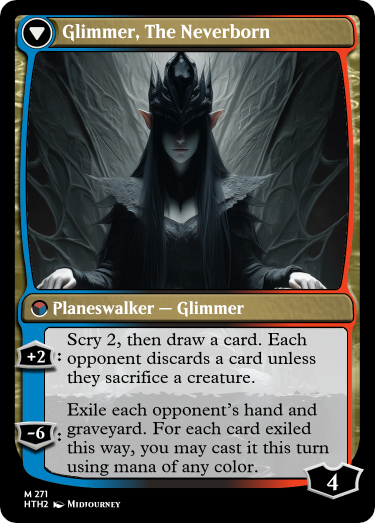 Glimmer, The Neverborn
Planeswalker — Glimmer
+2: Scry 2, then draw a card. Each
opponent discards a card unless
they sacrifice a creature.
-6: Exile each opponent's hand and
graveyard. For each card exiled
this way, you may cast it this turn
using mana of any color.
4
M 271
HTH2 Midjourney